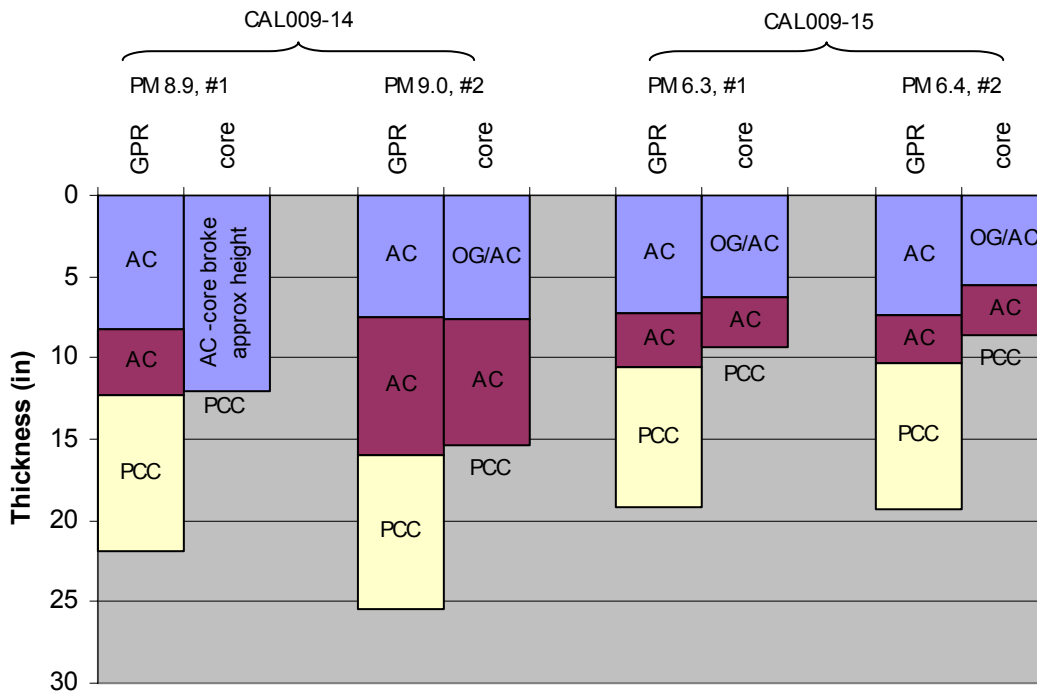 CAL009-14 CAL009-15
PM 8.9, #1 PM 9.0, #2 PM 6.3, #1 PM 6.4, #2
GPR core GPR core GPR core GPR core
Thickness (in)
0
5
10
15
20
25
30
AC
AC
PCC
AC -core broke
approx height
PCC
AC
AC
PCC
OG/AC
AC
PCC
AC
AC
PCC
OG/AC
AC
PCC
AC
AC
PCC
OG/AC
AC
PCC